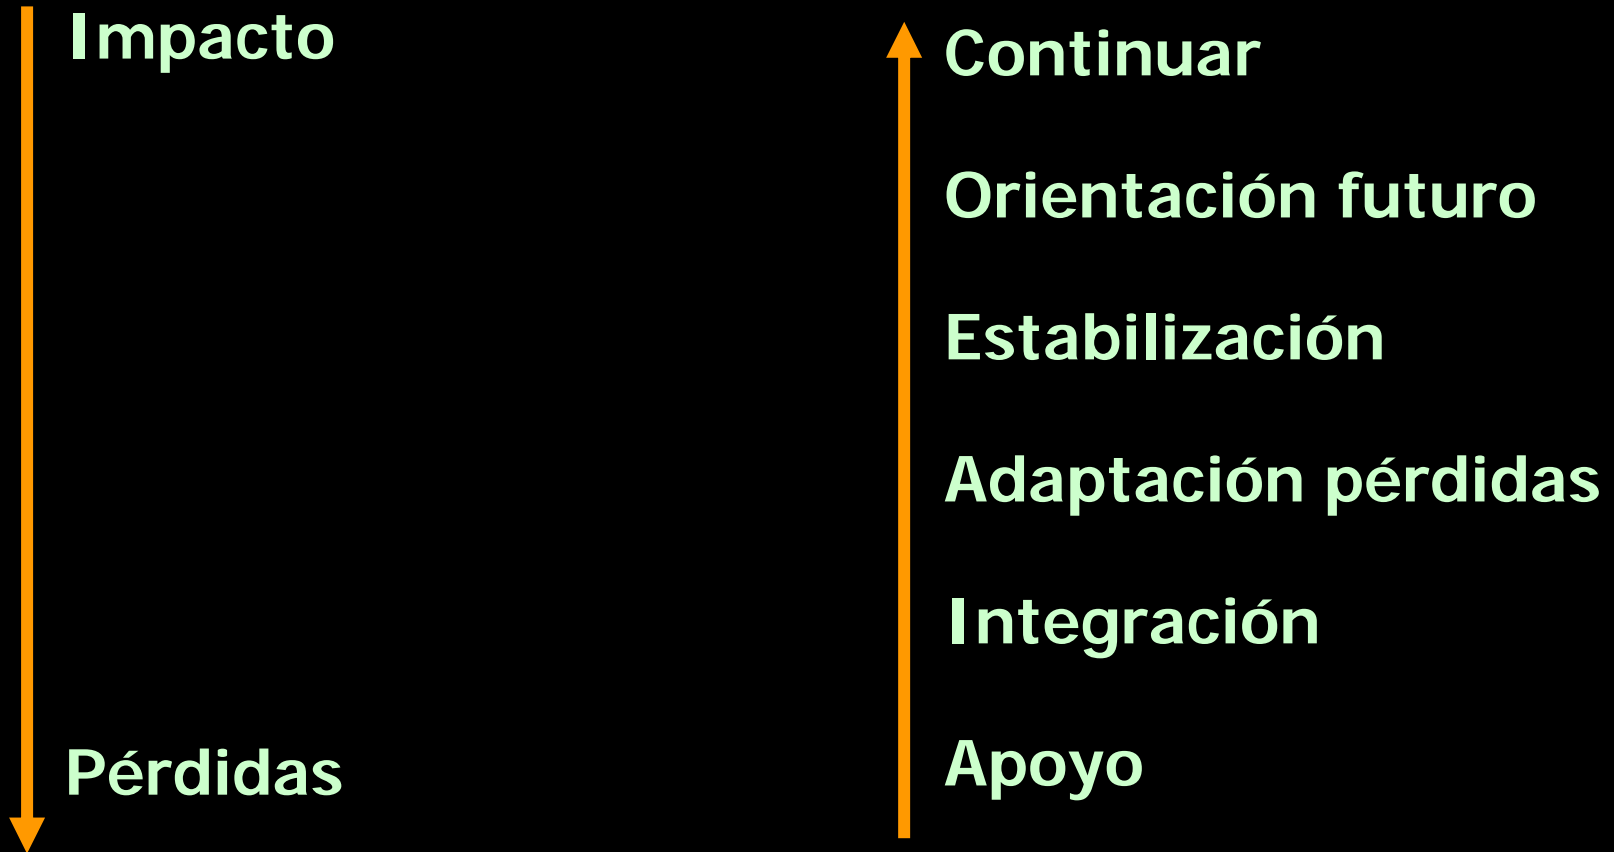 Impacto
Pérdidas
Continuar
Orientación futuro
Estabilización
Adaptación pérdidas
Integración
Apoyo